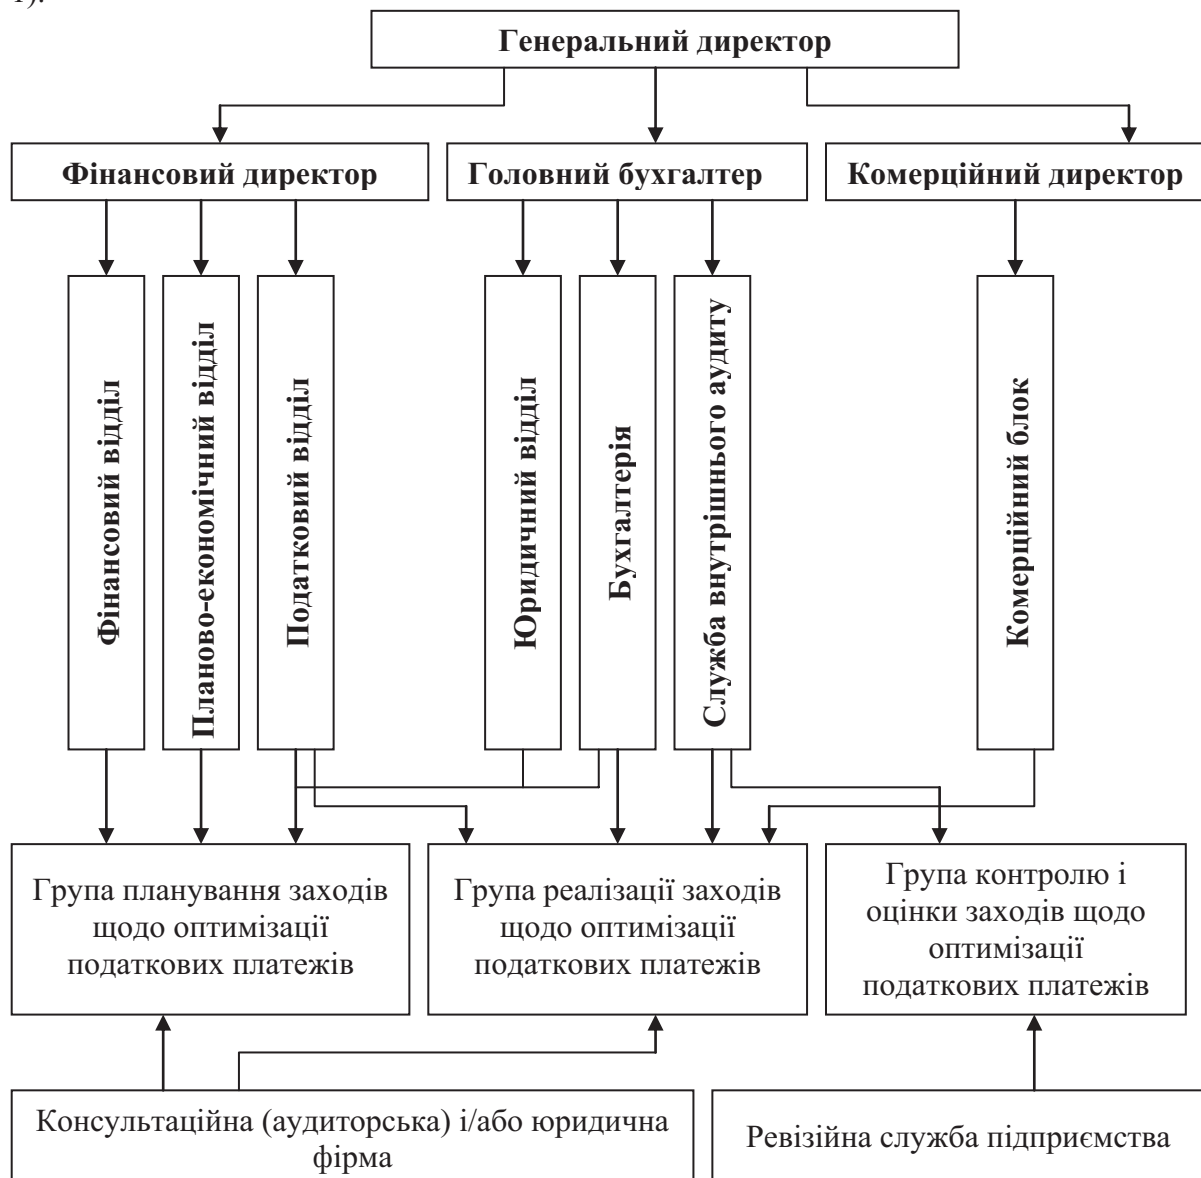 1).
Генеральний директор
Фінансовий директор
Головний бухгалтер
Комерційний директор
Фінансовий відділ
Планово-економічний відділ
Податковий відділ
Юридичний відділ
Бухгалтерія
Служба внутрішнього аудиту
Комерційний блок
Група планування заходів
щодо оптимізації
податкових платежів
Група реалізації заходів
щодо оптимізації
податкових платежів
Група контролю і
оцінки заходів щодо
оптимізації
податкових платежів
Консультаційна (аудиторська) і/або юридична
фірма
Ревізійна служба підприємства